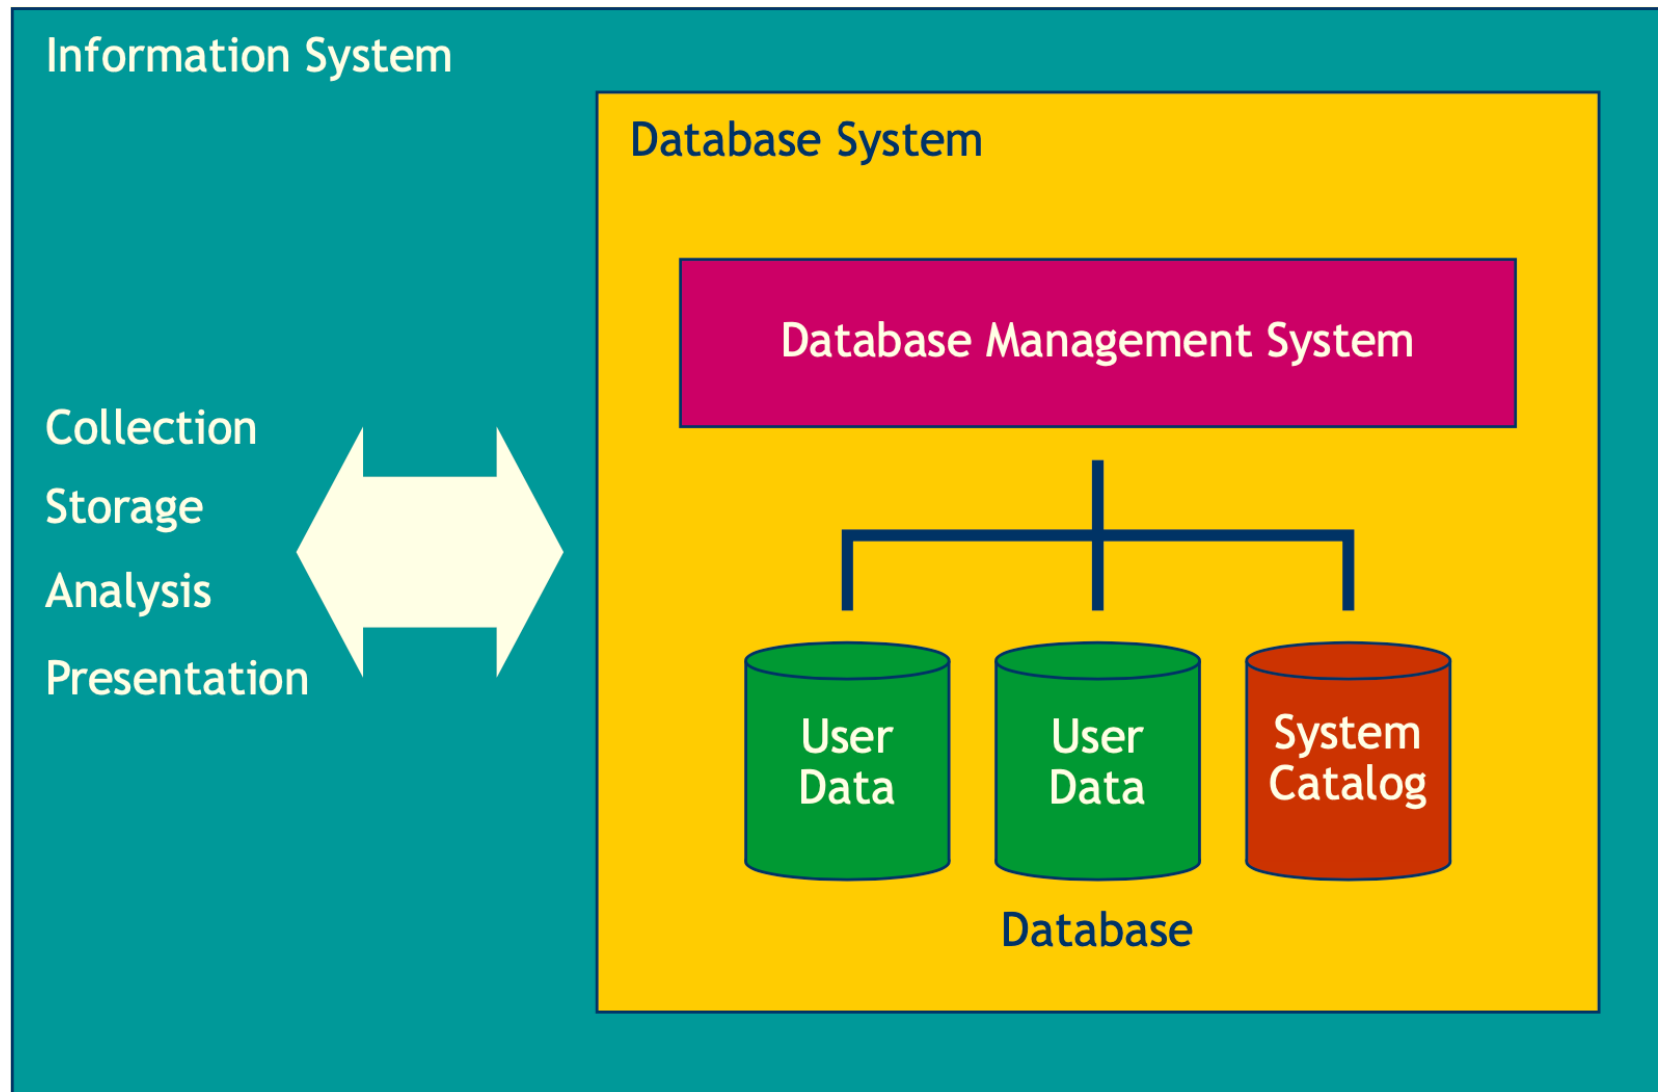 Information System
Database System
Database Management System
Collection
Storage
Analysis
Presentation
User
Data
User
Data
System
Catalog
Database